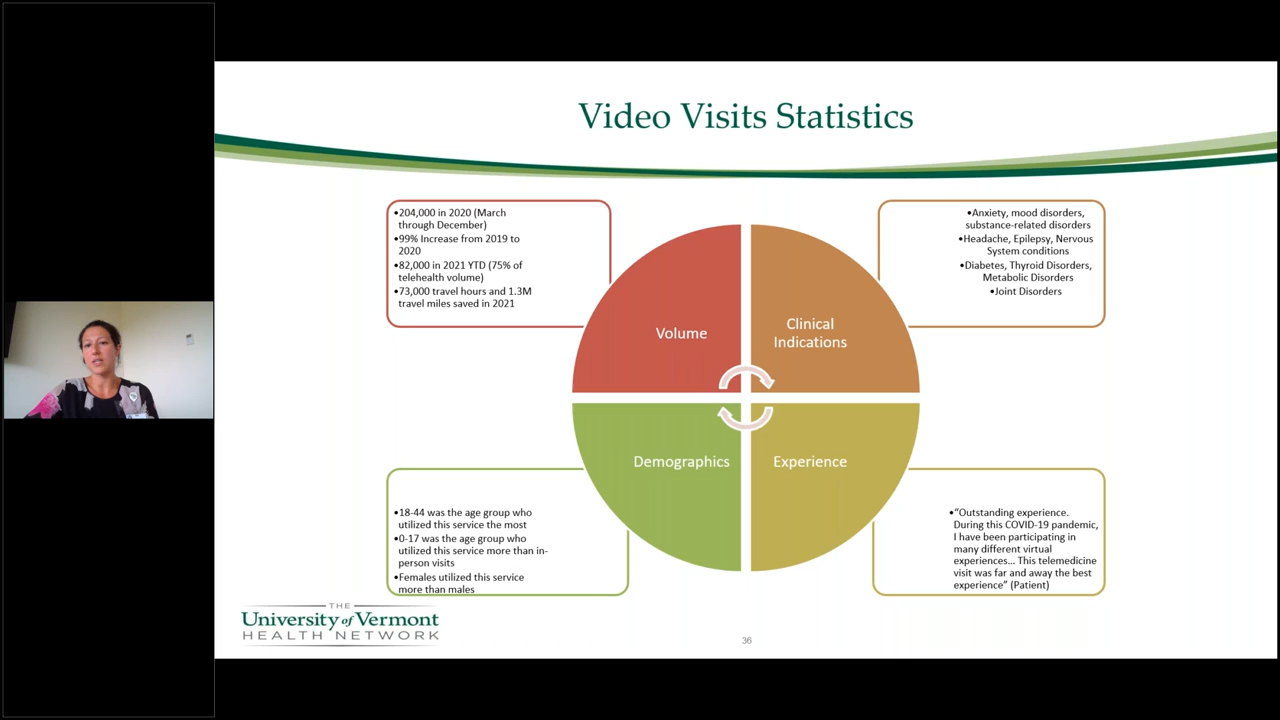 Video Visits Statistics
•204,000 in 2020 (March
through December)
•99% Increase from 2019 to
2020
•82,000 in 2021 YTD (75% of
telehealth volume)
•73,000 travel hours and 1.3M
travel miles saved in 2021
•Anxiety, mood disorders,
substance-related disorders
•Headache, Epilepsy, Nervous
System conditions
•Diabetes, Thyroid Disorders,
Metabolic Disorders
•Joint Disorders
Volume
Clinical
Indications
Demographics
Experience
•18-44 was the age group who
utilized this service the most
•0-17 was the age group who
utilized this service more than in-
person visits
•Females utilized this service
more than males
•“Outstanding experience.
During this COVID-19 pandemic,
I have been participating in
many different virtual
experiences... This telemedicine
visit was far and away the best
experience” (Patient)
THE
University of Vermont
HEALTH NETWORK
36